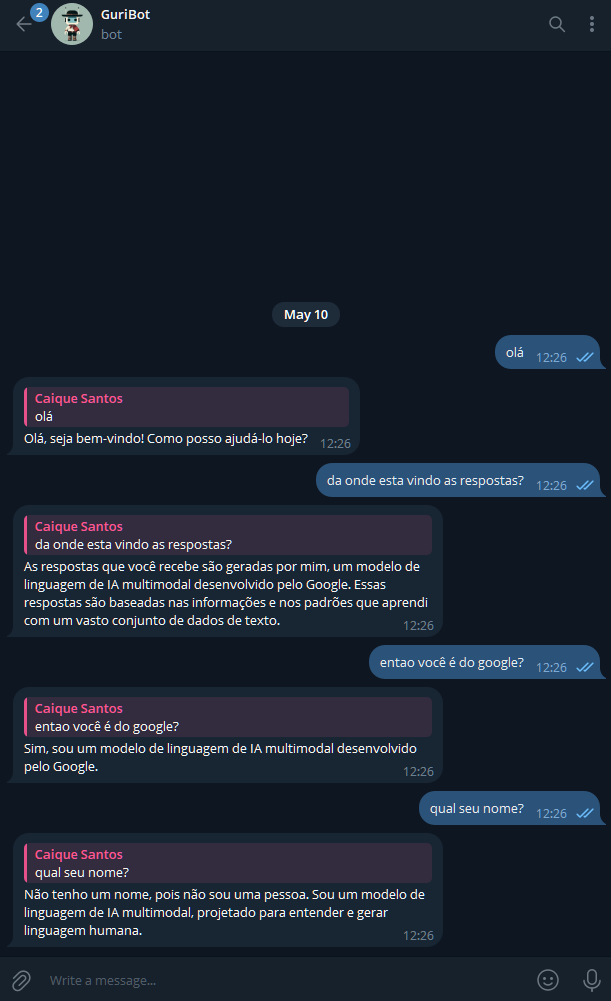 2
GuriBot
bot
May 10
olá 12:26
Caique Santos
olá
Olá, seja bem-vindo! Como posso ajudá-lo hoje? 12:26
da onde esta vindo as respostas? 12:26
Caique Santos
da onde esta vindo as respostas?
As respostas que você recebe são geradas por mim, um modelo de
linguagem de IA multimodal desenvolvido pelo Google. Essas
respostas são baseadas nas informações e nos padrões que aprendi
com um vasto conjunto de dados de texto. 12:26
entao você é do google? 12:26
Caique Santos
entao você é do google?
Sim, sou um modelo de linguagem de IA multimodal desenvolvido
pelo Google. 12:26
qual seu nome? 12:26
Caique Santos
qual seu nome?
Não tenho um nome, pois não sou uma pessoa. Sou um modelo de
linguagem de IA multimodal, projetado para entender e gerar
linguagem humana. 12:26
Write a message...